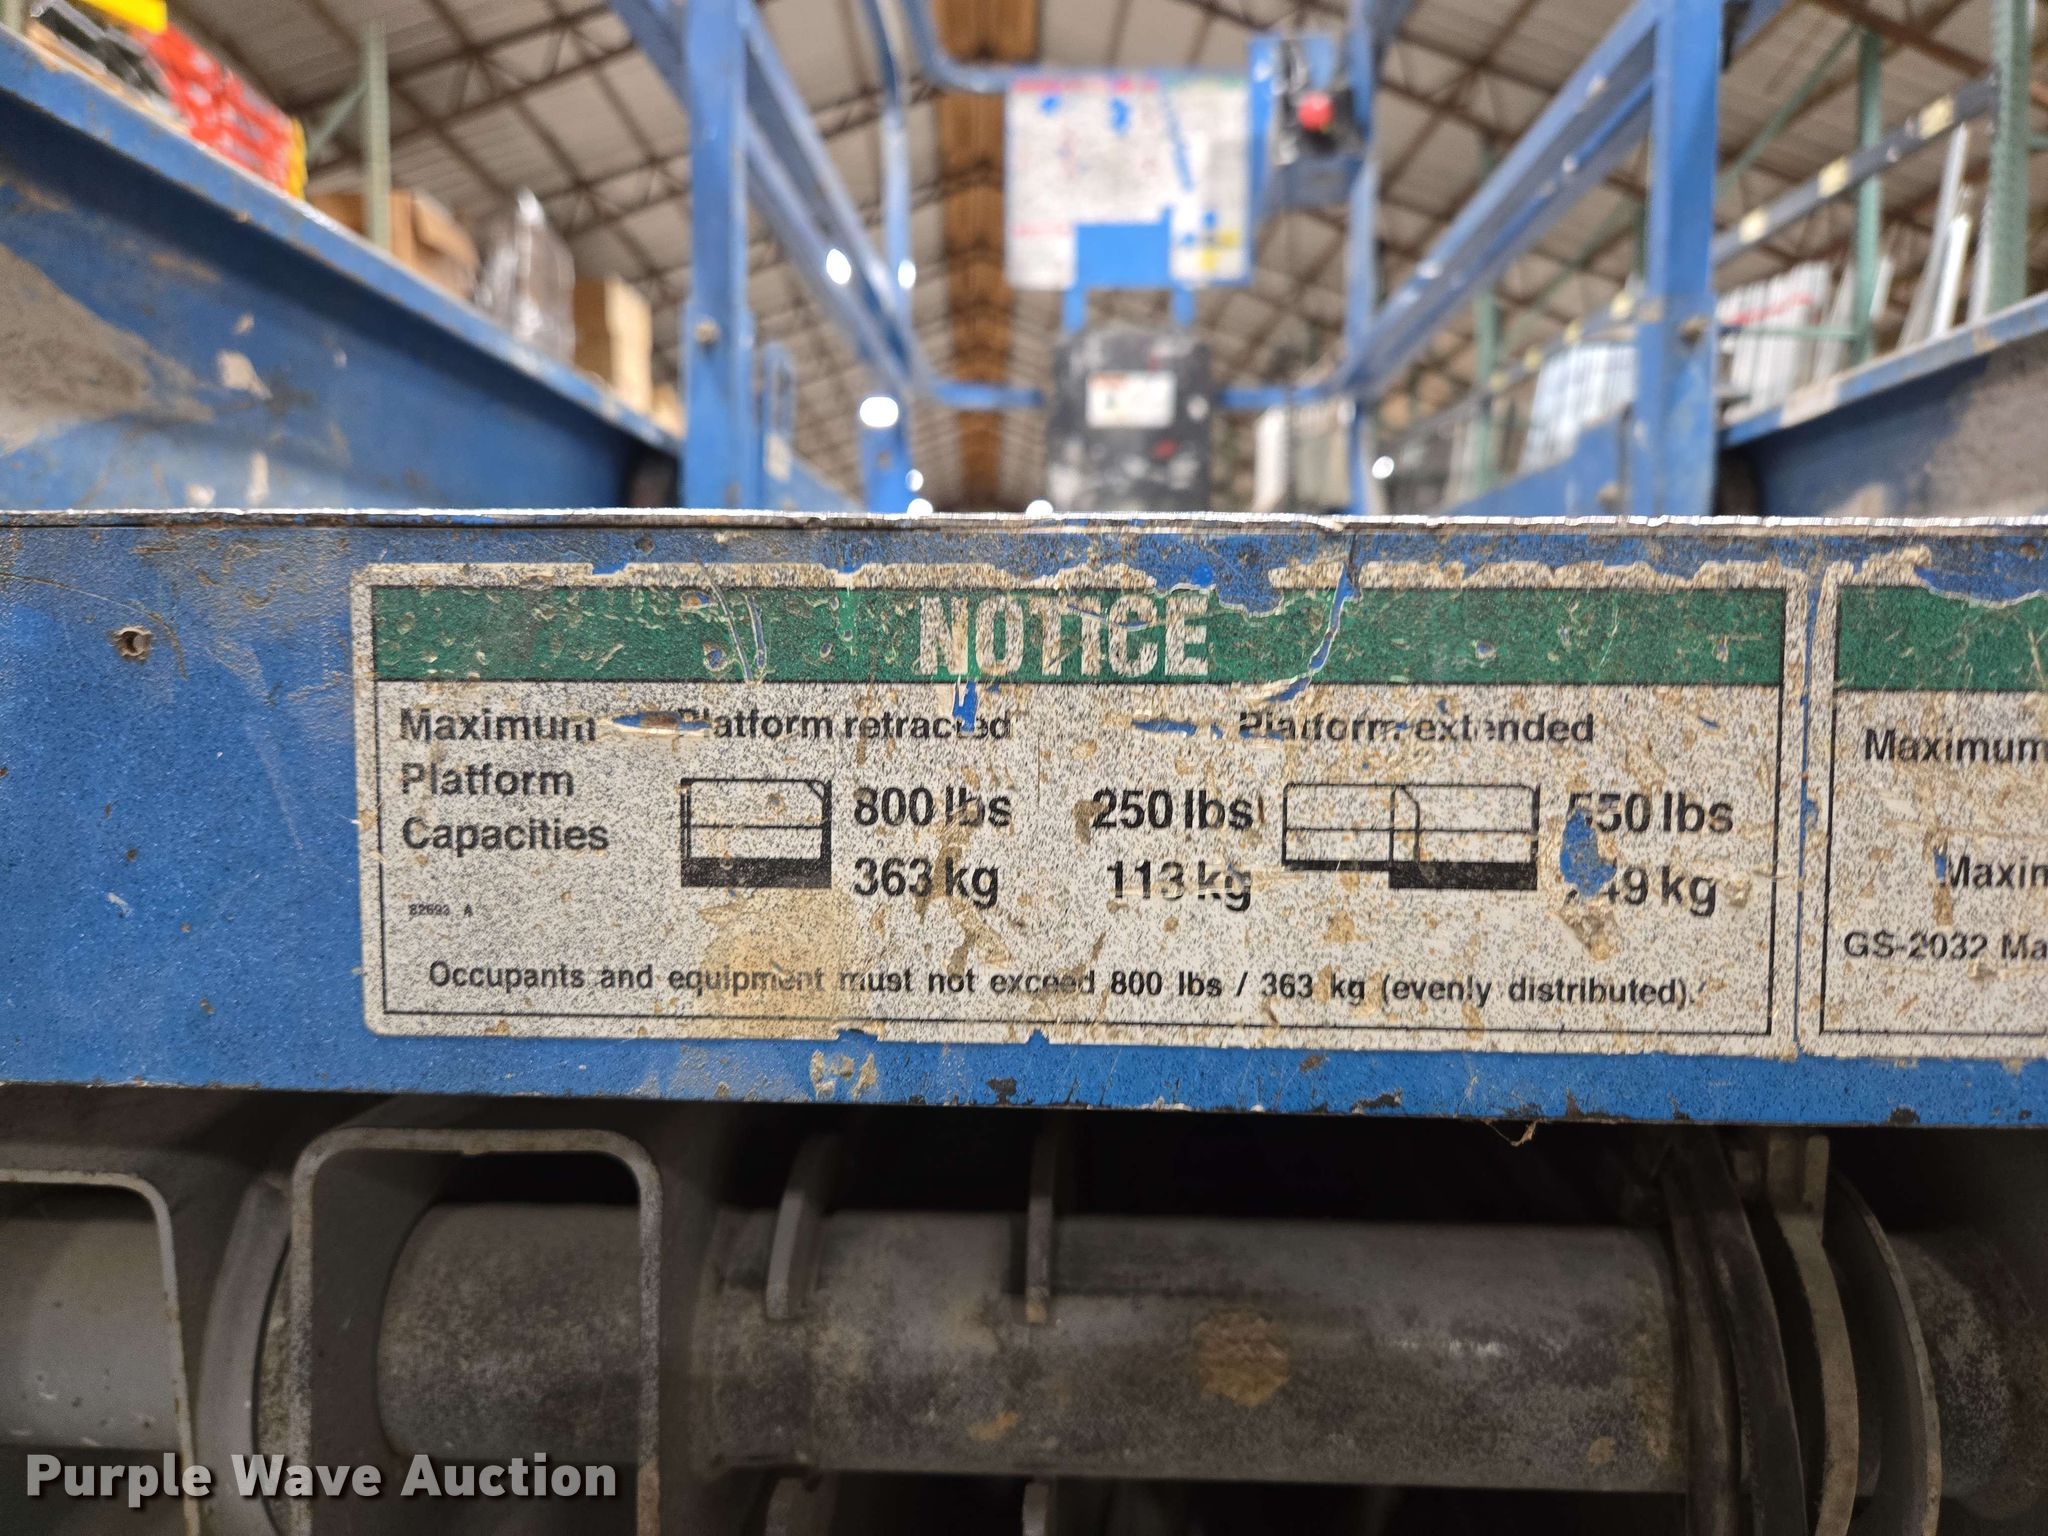 NOTICE
Maximum Platform retracted Platform extended
Platform
Capacities
800 lbs 250 lbs 550 lbs
363 kg 113 kg 249 kg
82693 A
Occupants and equipment must not exceed 800 lbs / 363 kg (evenly distributed).
Maximum
Maxim
GS-2032 Ma
Purple Wave Auction